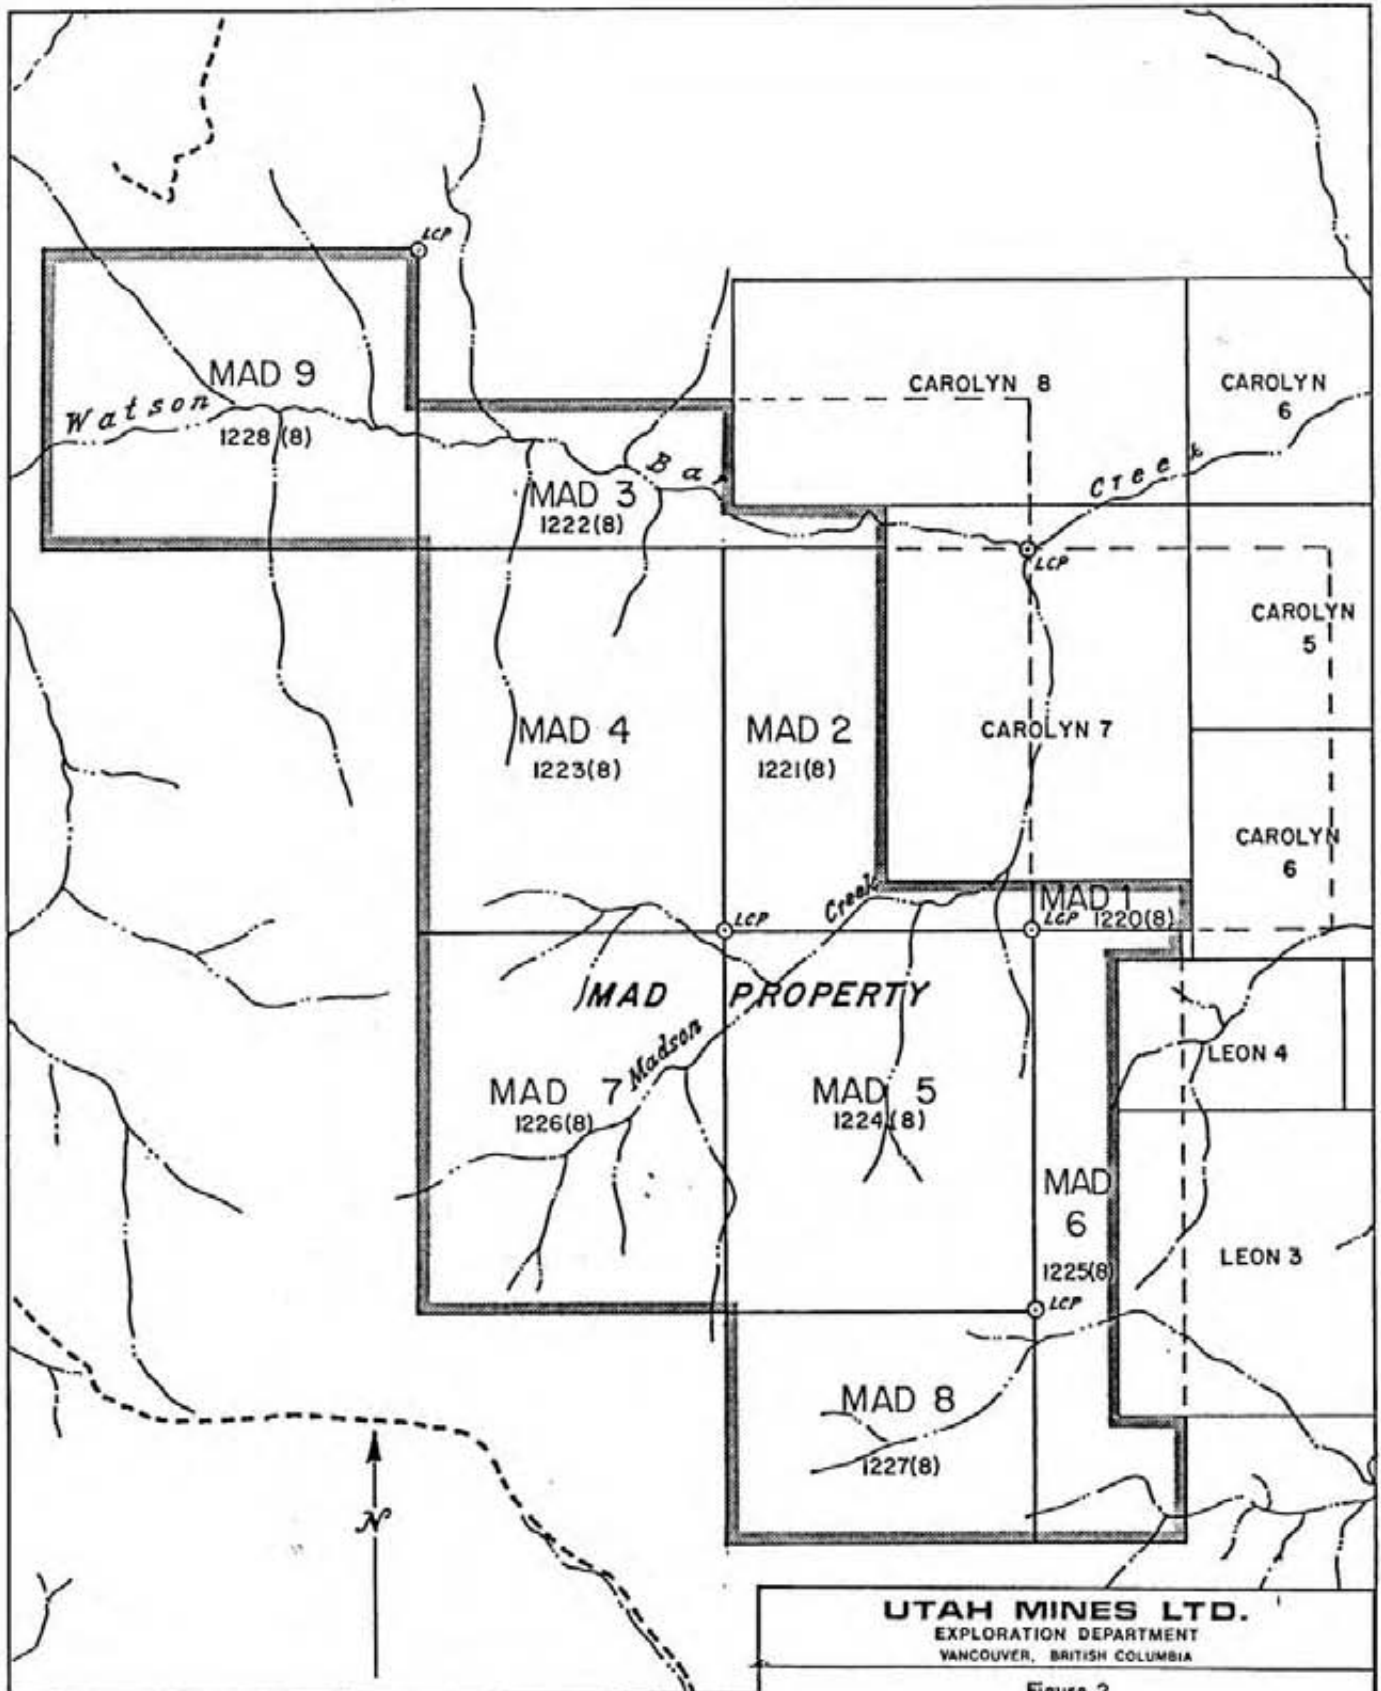 LCP
MAD 9
CAROLYN 8
CAROLYN
6
Watson Bar Creek
1228 (8)
MAD 3
1222(8)
LCP
CAROLYN
5
MAD 4
1223(8)
MAD 2
1221(8)
CAROLYN 7
CAROLYN
6
MAD 1
LCP
LCP 1220(8)
MAD PROPERTY
Madson Creek
LEON 4
MAD 7
1226(8)
MAD 5
1224(8)
MAD
6
1225(8)
LEON 3
LCP
MAD 8
1227(8)
N
UTAH MINES LTD.
EXPLORATION DEPARTMENT
VANCOUVER, BRITISH COLUMBIA
Figure 2